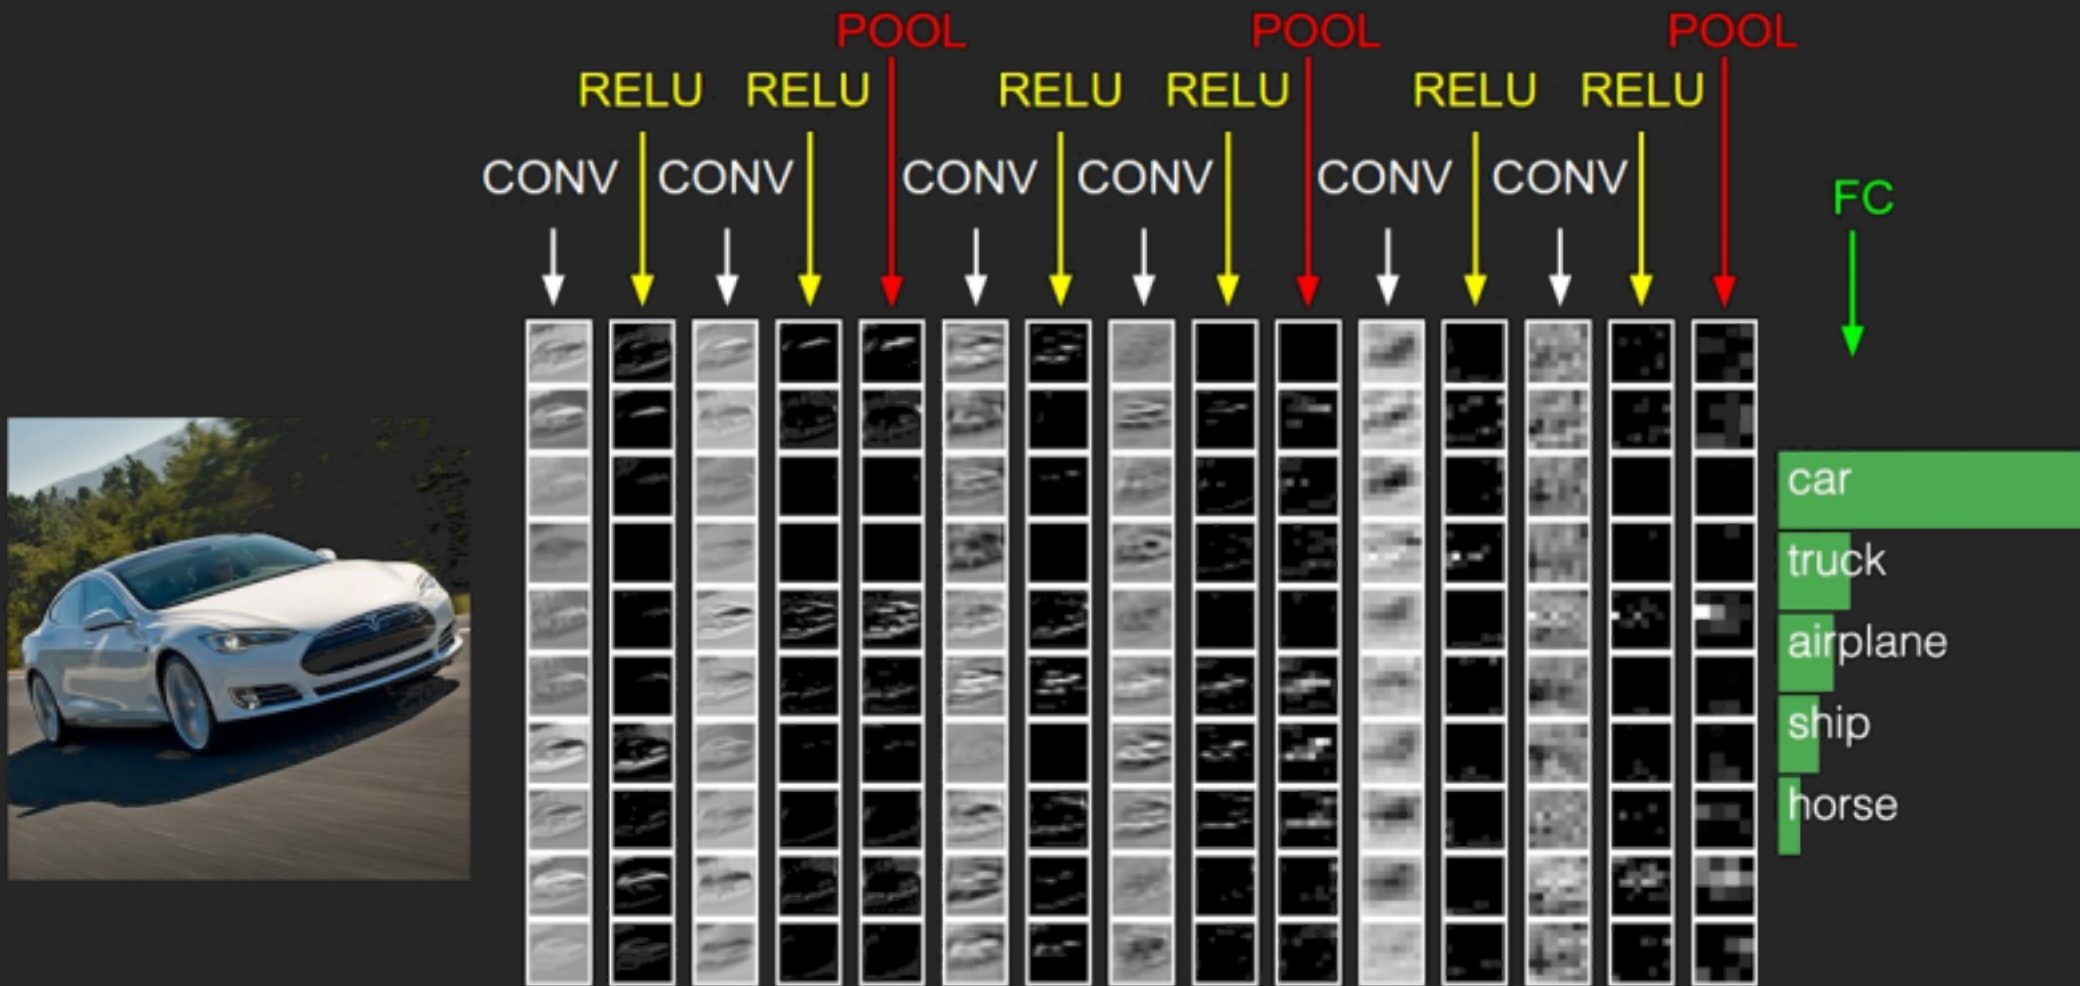 POOL POOL POOL
RELU RELU RELU RELU RELU RELU
CONV CONV CONV CONV CONV CONV
FC
car
truck
airplane
ship
horse